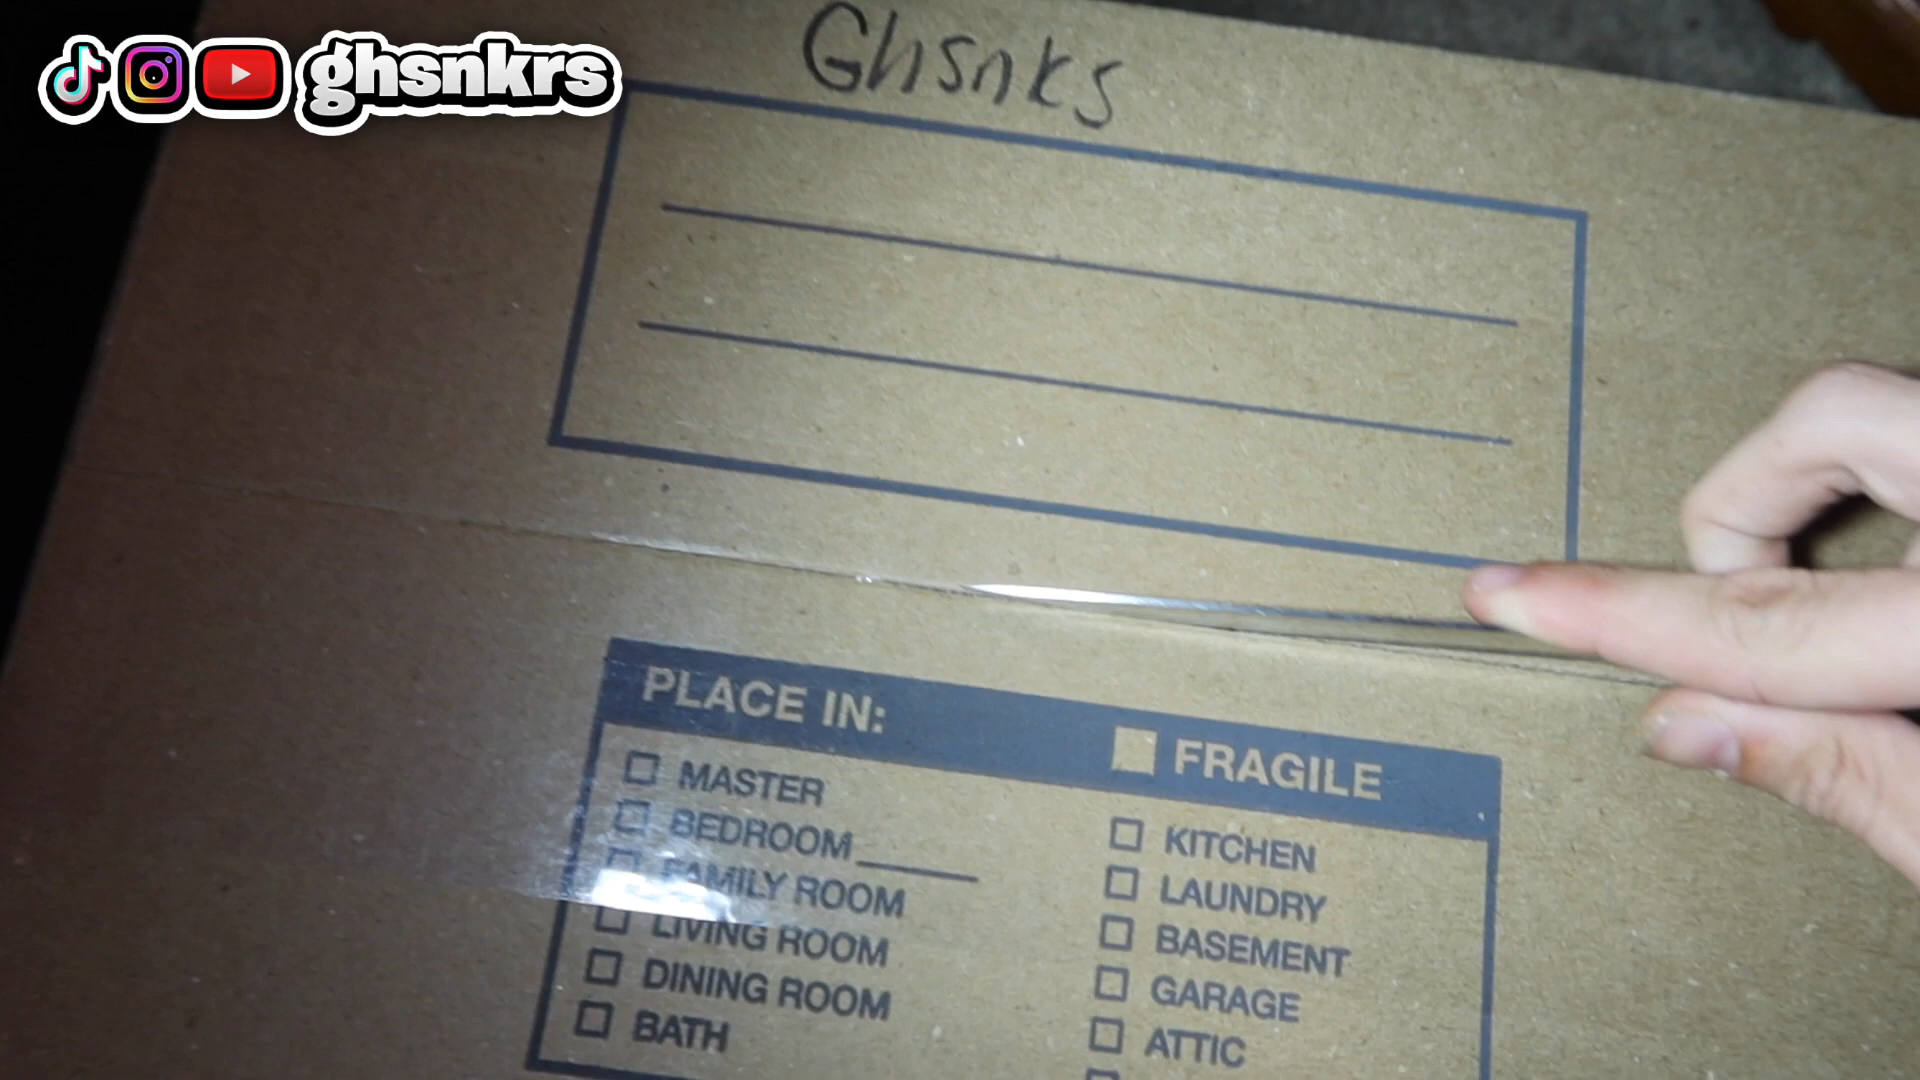 ghsnkrs
Ghsnks
PLACE IN:
FRAGILE
MASTER
BEDROOM
FAMILY ROOM
LIVING ROOM
DINING ROOM
BATH
KITCHEN
LAUNDRY
BASEMENT
GARAGE
ATTIC